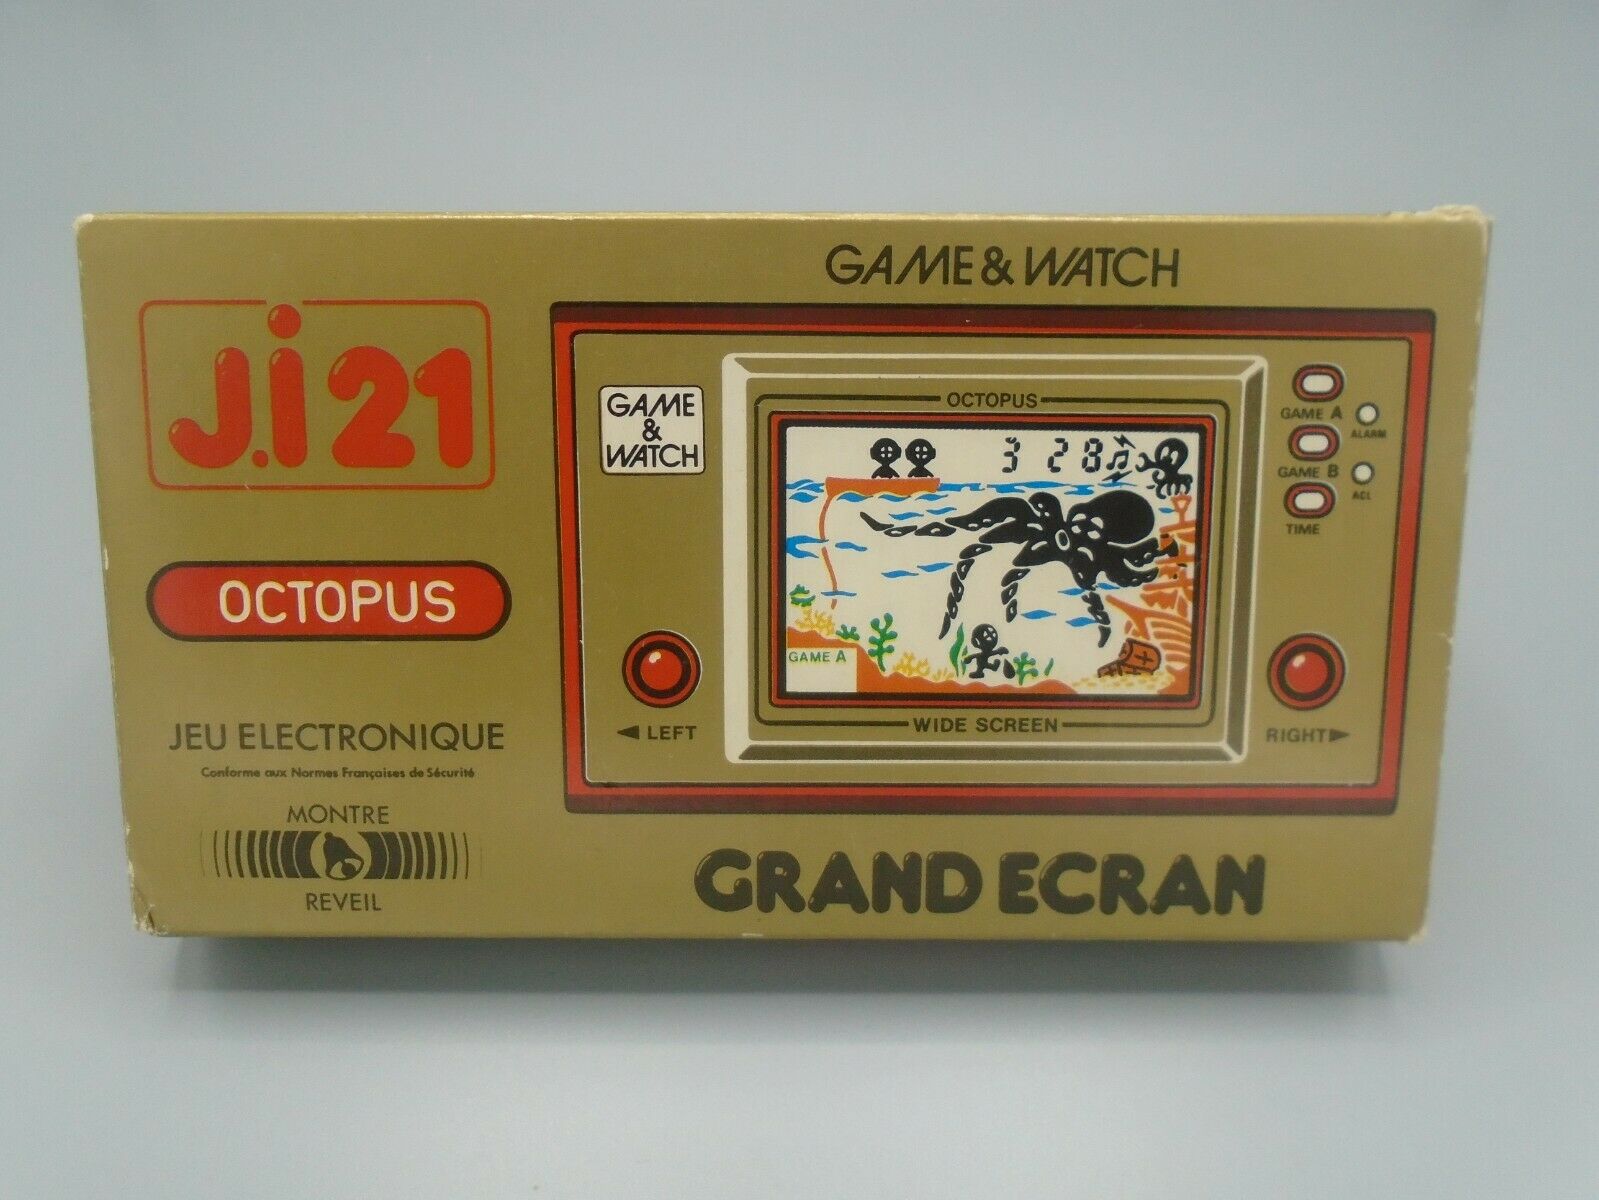 J.i 21
OCTOPUS
JEU ELECTRONIQUE
Conforme aux Normes Françaises de Sécurité
MONTRE
REVEIL
GAME & WATCH
GAME
&
WATCH
OCTOPUS
3 28
GAME A
WIDE SCREEN
◄ LEFT
GAME A
ALARM
GAME B
ACL
TIME
RIGHT ►
GRAND ECRAN